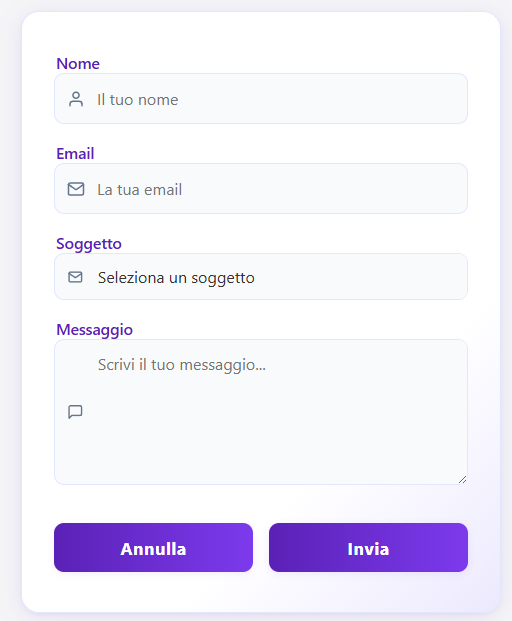 Nome
Il tuo nome
Email
La tua email
Soggetto
Seleziona un soggetto
Messaggio
Scrivi il tuo messaggio...
Annulla
Invia